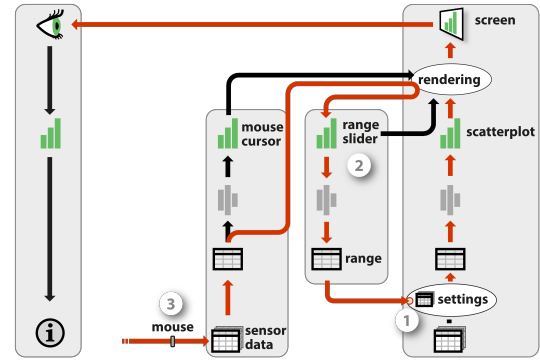 screen
rendering
mouse
cursor
range
slider
scatterplot
2
range
3
settings
1
mouse
sensor
data
i